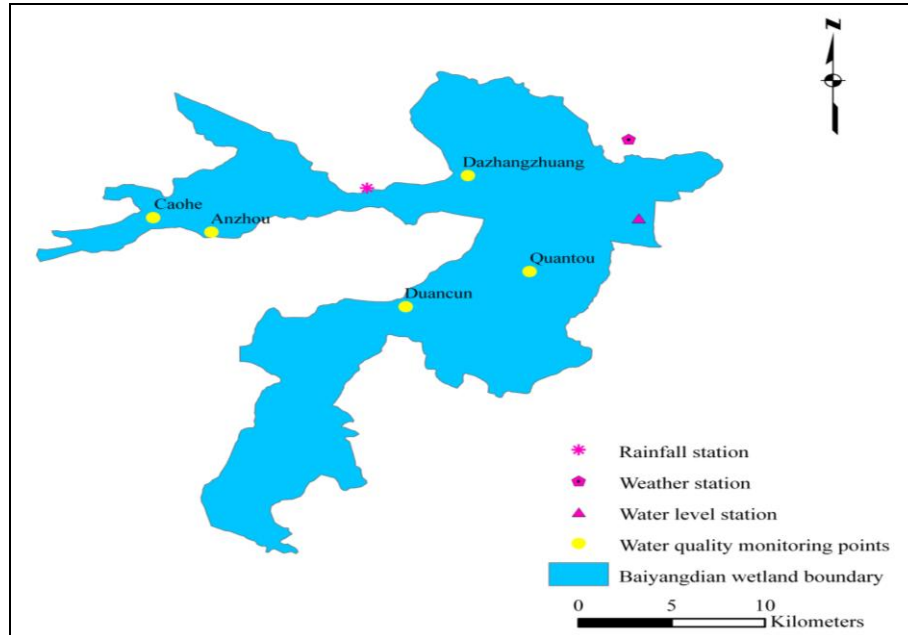 N
Dazhangzhuang
Caohe
Anzhou
Quantou
Duancun
Rainfall station
Weather station
Water level station
Water quality monitoring points
Baiyangdian wetland boundary
0 5 10
Kilometers